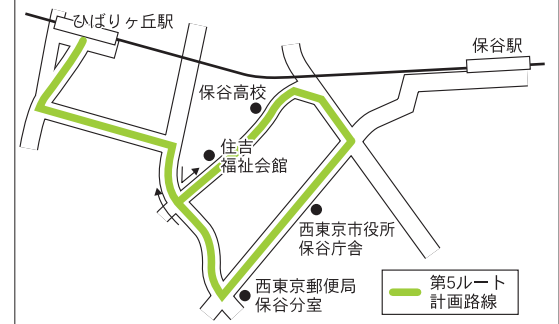 ひばりヶ丘駅
保谷駅
保谷高校
住吉
福祉会館
西東京市役所
保谷庁舎
西東京郵便局
保谷分室
第5ルート
計画路線